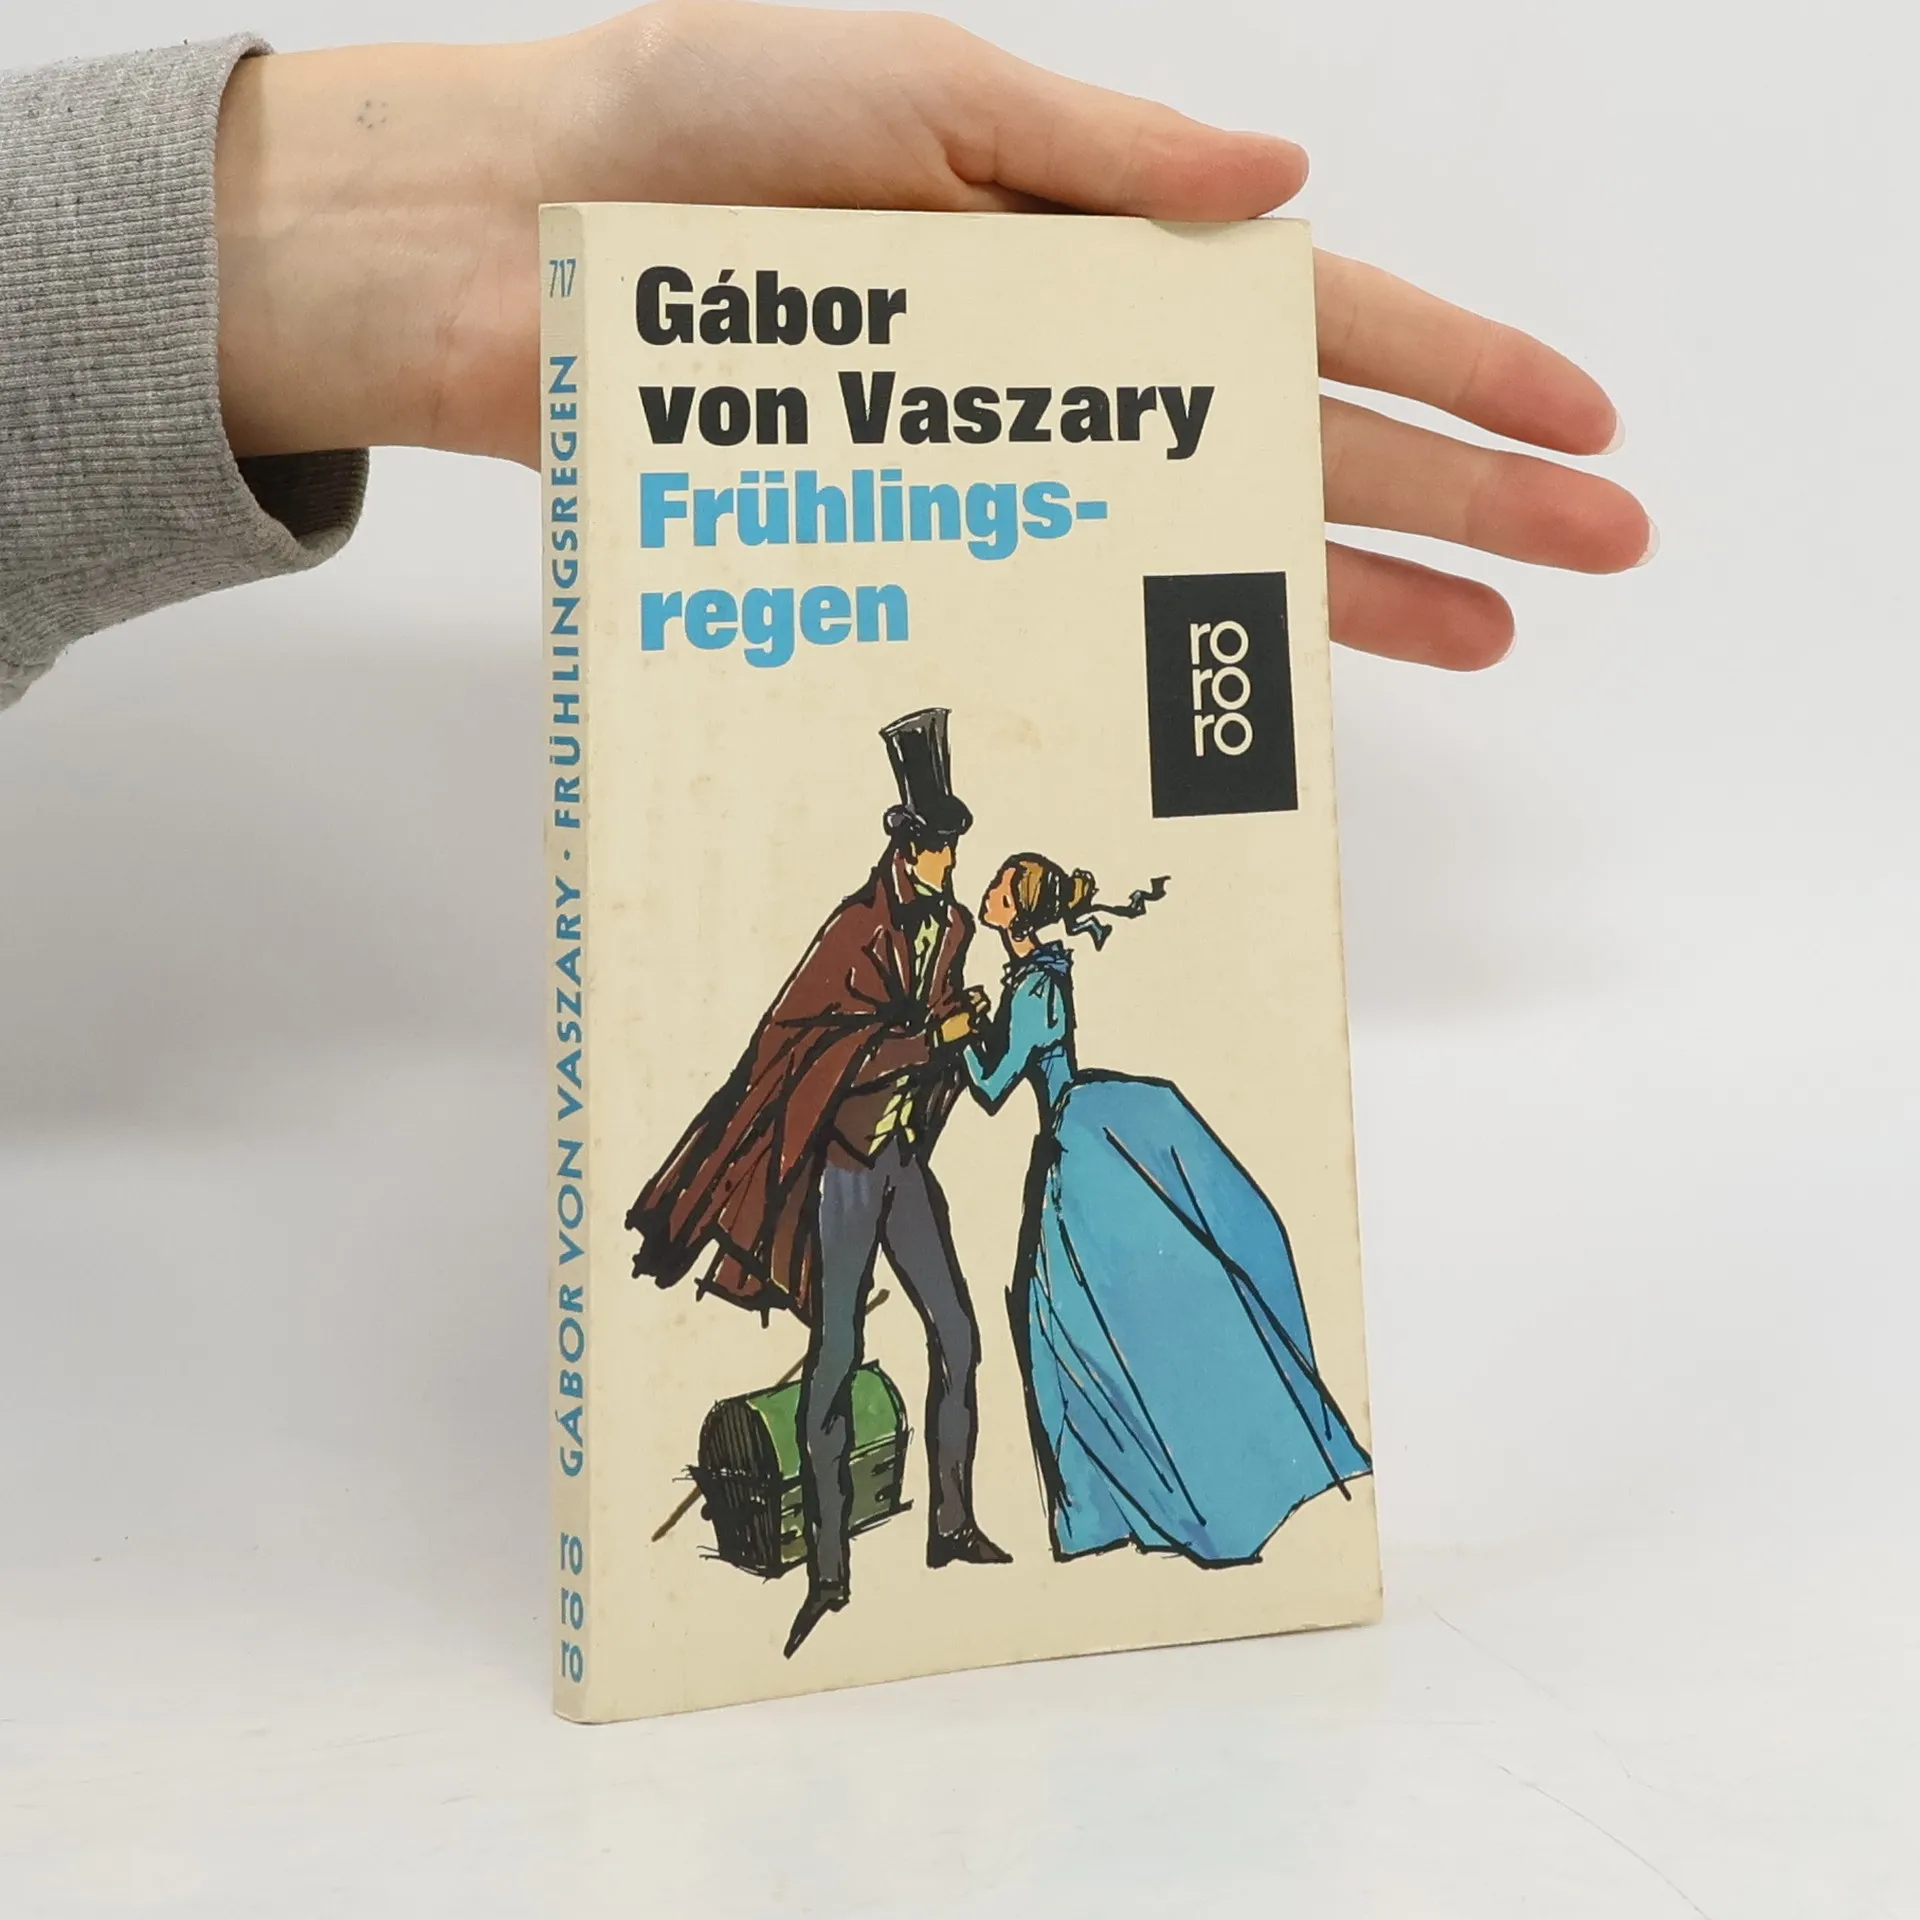 Gábor
von Vaszary
Frühlings-
regen
ro
ro
ro
717
GÁBOR VON VASZARY · FRÜHLINGSREGEN
ro ro ro